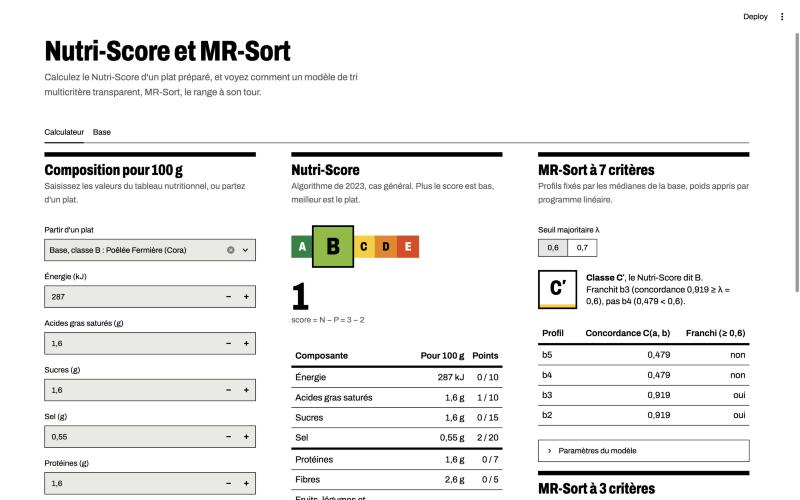 Deploy
Nutri-Score et MR-Sort
Calculez le Nutri-Score d'un plat préparé, et voyez comment un modèle de tri
multicritère transparent, MR-Sort, le range à son tour.
Calculateur Base
Composition pour 100 g
Saisissez les valeurs du tableau nutritionnel, ou partez
d'un plat.
Partir d'un plat
Base, classe B : Poêlée Fermière (Cora)
Énergie (kJ)
287 − +
Acides gras saturés (g)
1,6 − +
Sucres (g)
1,6 − +
Sel (g)
0,55 − +
Protéines (g)
1,6 − +
Nutri-Score
Algorithme de 2023, cas général. Plus le score est bas,
meilleur est le plat.
A B C D E
1
score = N − P = 3 − 2
Composante Pour 100 g Points
Énergie 287 kJ 0 / 10
Acides gras saturés 1,6 g 1 / 10
Sucres 1,6 g 0 / 15
Sel 0,55 g 2 / 20
Protéines 1,6 g 0 / 7
Fibres 2,6 g 0 / 5
Fruits, légumes et
MR-Sort à 7 critères
Profils fixés par les médianes de la base, poids appris par
programme linéaire.
Seuil majoritaire λ
0,6 0,7
C′
Classe C′, le Nutri-Score dit B.
Franchit b3 (concordance 0,919 ≥ λ =
0,6), pas b4 (0,479 < 0,6).
Profil Concordance C(a, b) Franchi (≥ 0,6)
b5 0,479 non
b4 0,479 non
b3 0,919 oui
b2 0,919 oui
Paramètres du modèle
MR-Sort à 3 critères